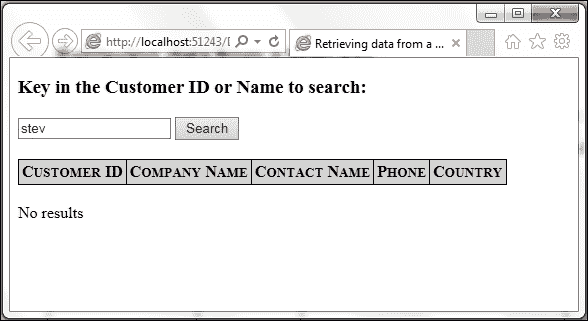 http://localhost:51243/
Retrieving data from a ...
Key in the Customer ID or Name to search:
stev Search
CUSTOMER ID COMPANY NAME CONTACT NAME PHONE COUNTRY
No results